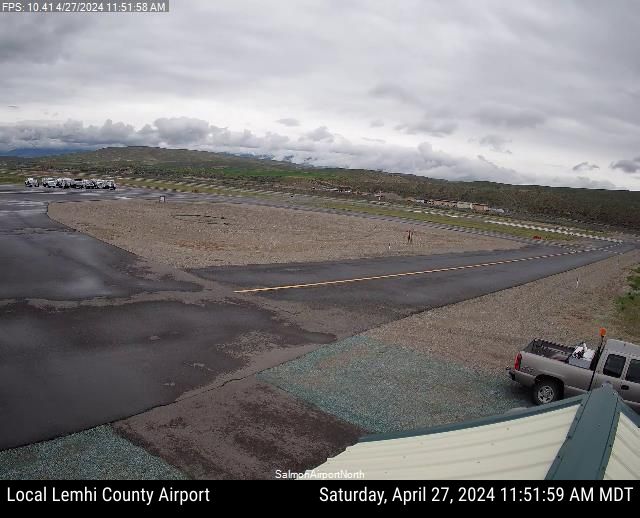 FPS: 10.41 4/27/2024 11:51:58 AM
SalmonAirportNorth
Local Lemhi County Airport
Saturday, April 27, 2024 11:51:59 AM MDT